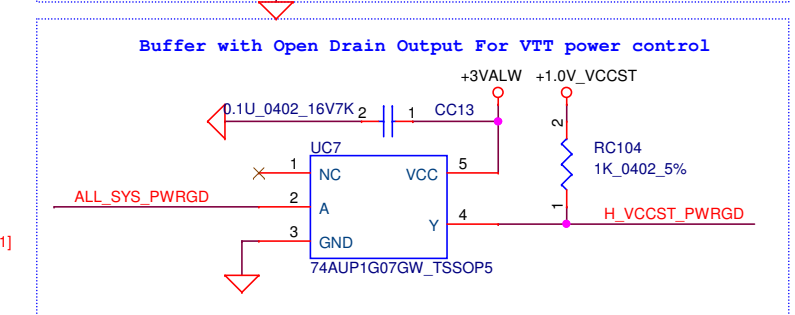 Buffer with Open Drain Output For VTT power control
+3VALW +1.0V_VCCST
0.1U_0402_16V7K 2 1 CC13
2
RC104
1K_0402_5%
1
UC7
1 NC VCC 5
ALL_SYS_PWRGD 2 A
Y 4 H_VCCST_PWRGD
3 GND
74AUP1G07GW_TSSOP5
1]